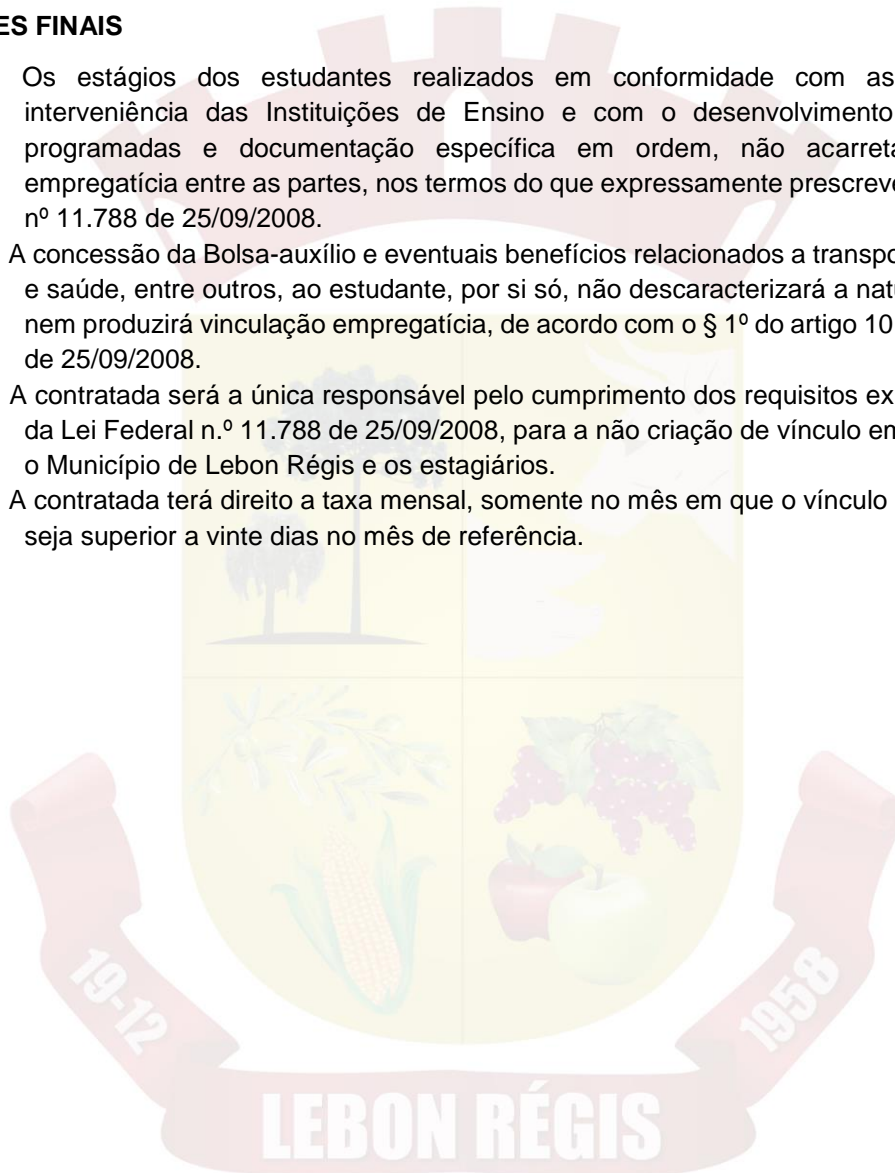 ES FINAIS
Os estágios dos estudantes realizados em conformidade com as
interveniência das Instituições de Ensino e com o desenvolvimento
programadas e documentação específica em ordem, não
empregatícia entre as partes, nos termos do que expressamente
nº 11.788 de 25/09/2008.
A concessão da Bolsa-auxílio e eventuais benefícios relacionados a
e saúde, entre outros, ao estudante, por si só, não descaracterizará a
nem produzirá vinculação empregatícia, de acordo com o § 1º do artigo 10
de 25/09/2008.
A contratada será a única responsável pelo cumprimento dos requisitos
da Lei Federal n.º 11.788 de 25/09/2008, para a não criação de vínculo
o Município de Lebon Régis e os estagiários.
A contratada terá direito a taxa mensal, somente no mês em que o vínculo
seja superior a vinte dias no mês de referência.
19-12
1958
LEBON RÉGIS